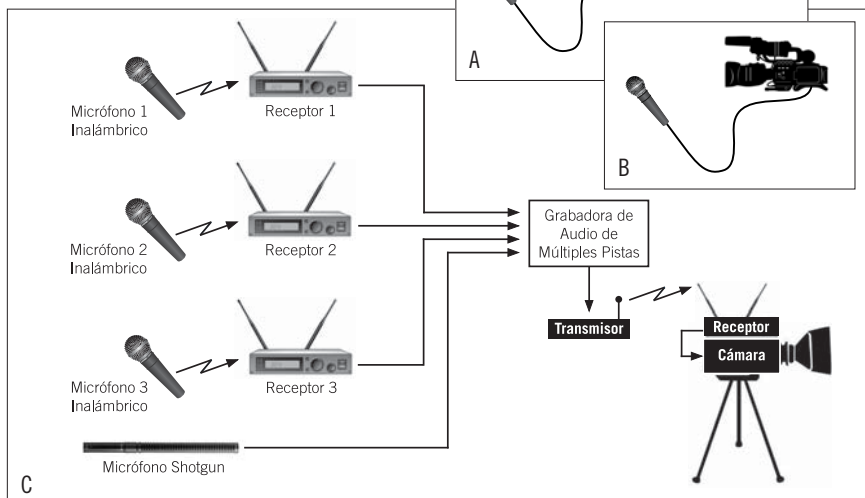 A
B
Micrófono 1
Inalámbrico
Receptor 1
Micrófono 2
Inalámbrico
Receptor 2
Micrófono 3
Inalámbrico
Receptor 3
Micrófono Shotgun
Grabadora de
Audio de
Múltiples Pistas
Transmisor
Receptor
Cámara
C